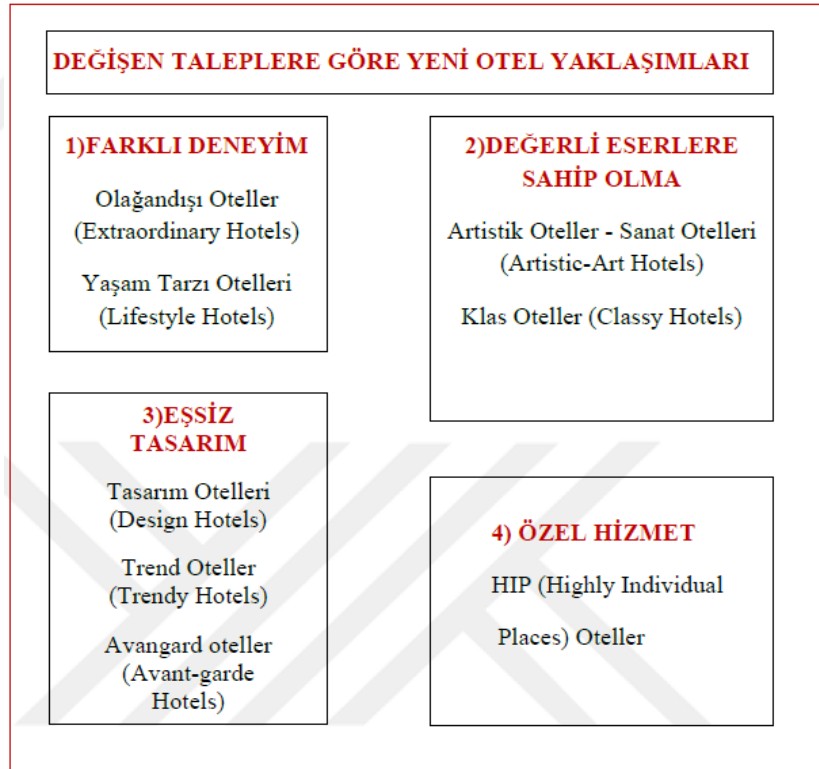 DEĞİŞEN TALEPLERE GÖRE YENİ OTEL YAKLAŞIMLARI
1)FARKLI DENEYİM
Olağandışı Oteller
(Extraordinary Hotels)
Yaşam Tarzı Otelleri
(Lifestyle Hotels)
2)DEĞERLİ ESERLERE
SAHİP OLMA
Artistik Oteller - Sanat Otelleri
(Artistic-Art Hotels)
Klas Oteller (Classy Hotels)
3)EŞSİZ
TASARIM
Tasarım Otelleri
(Design Hotels)
Trend Oteller
(Trendy Hotels)
Avangard oteller
(Avant-garde
Hotels)
4) ÖZEL HİZMET
HIP (Highly Individual
Places) Oteller